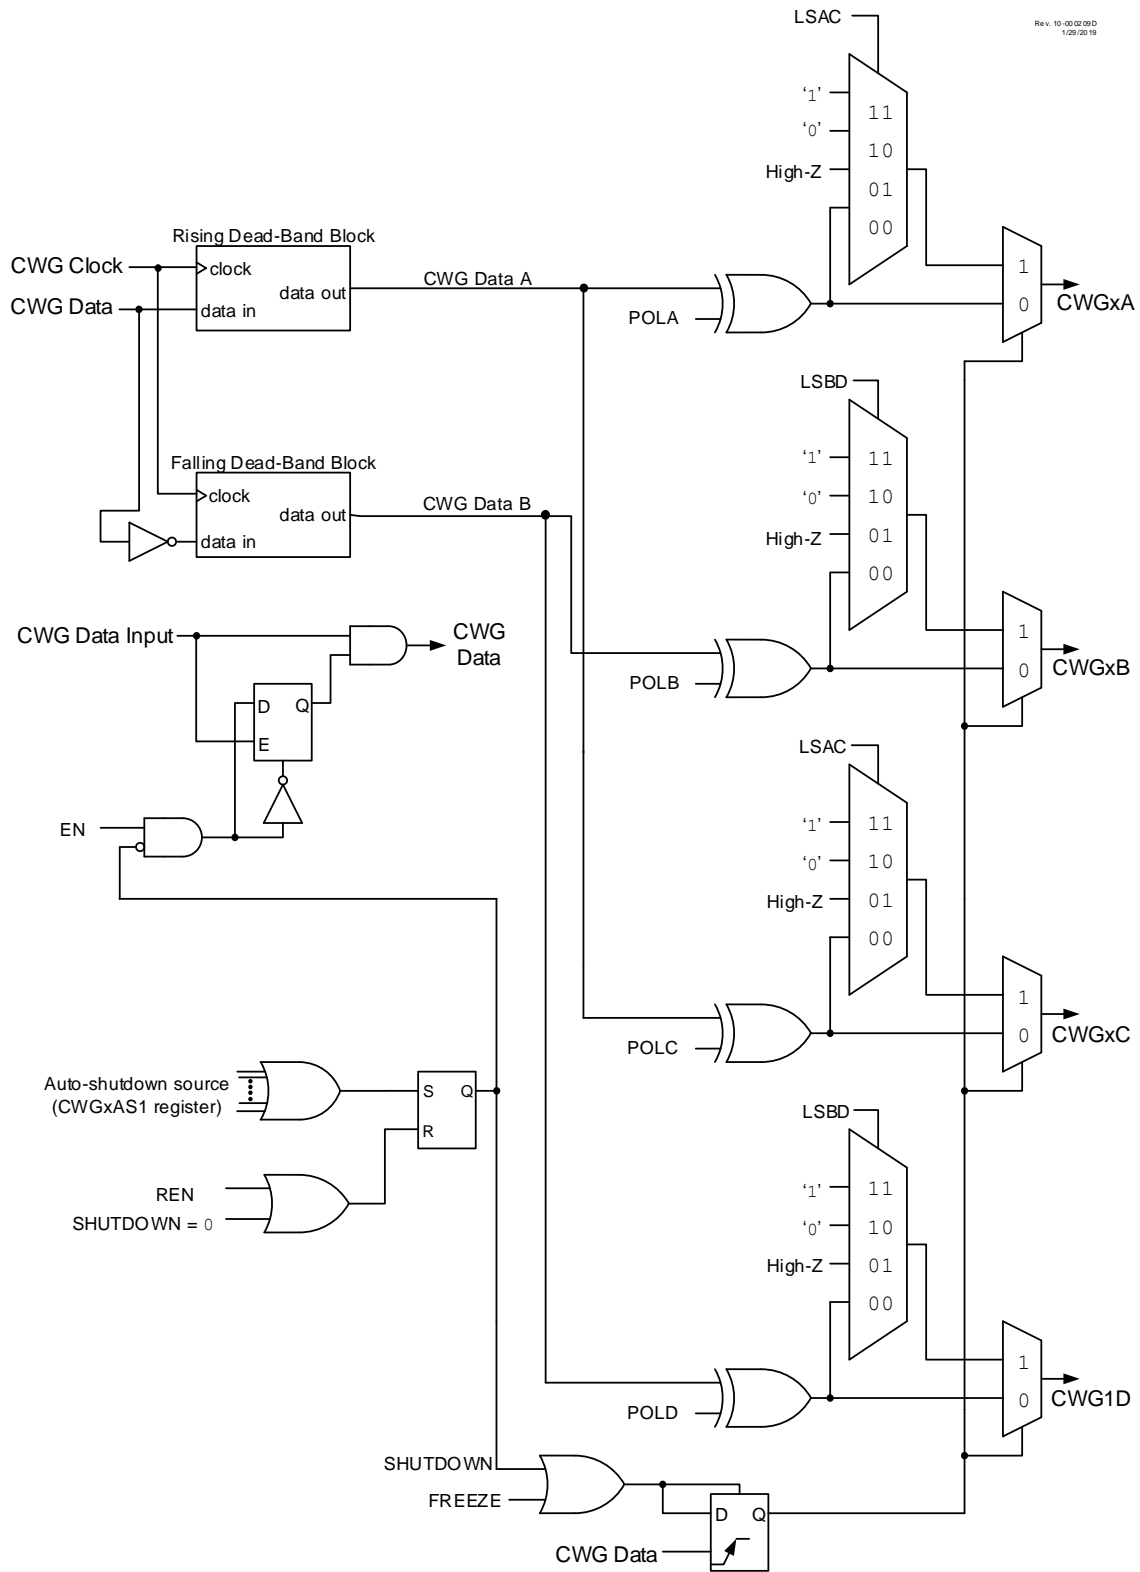 LSAC
Rev. 10-000209D
1/29/2019
‘1’
11
‘0’
10
High-Z
01
00
Rising Dead-Band Block
CWG Clock
clock
CWG Data A
data out
CWG Data
data in
POLA
1
0
CWGxA
LSBD
‘1’
11
‘0’
10
High-Z
01
00
Falling Dead-Band Block
clock
CWG Data B
data out
data in
CWG Data Input
CWG
Data
POLB
1
0
CWGxB
D
Q
E
EN
LSAC
‘1’
11
‘0’
10
High-Z
01
00
POLC
1
0
CWGxC
Auto-shutdown source
(CWGxAS1 register)
S
Q
R
REN
SHUTDOWN = 0
LSBD
‘1’
11
‘0’
10
High-Z
01
00
POLD
1
0
CWG1D
SHUTDOWN
FREEZE
D
Q
CWG Data